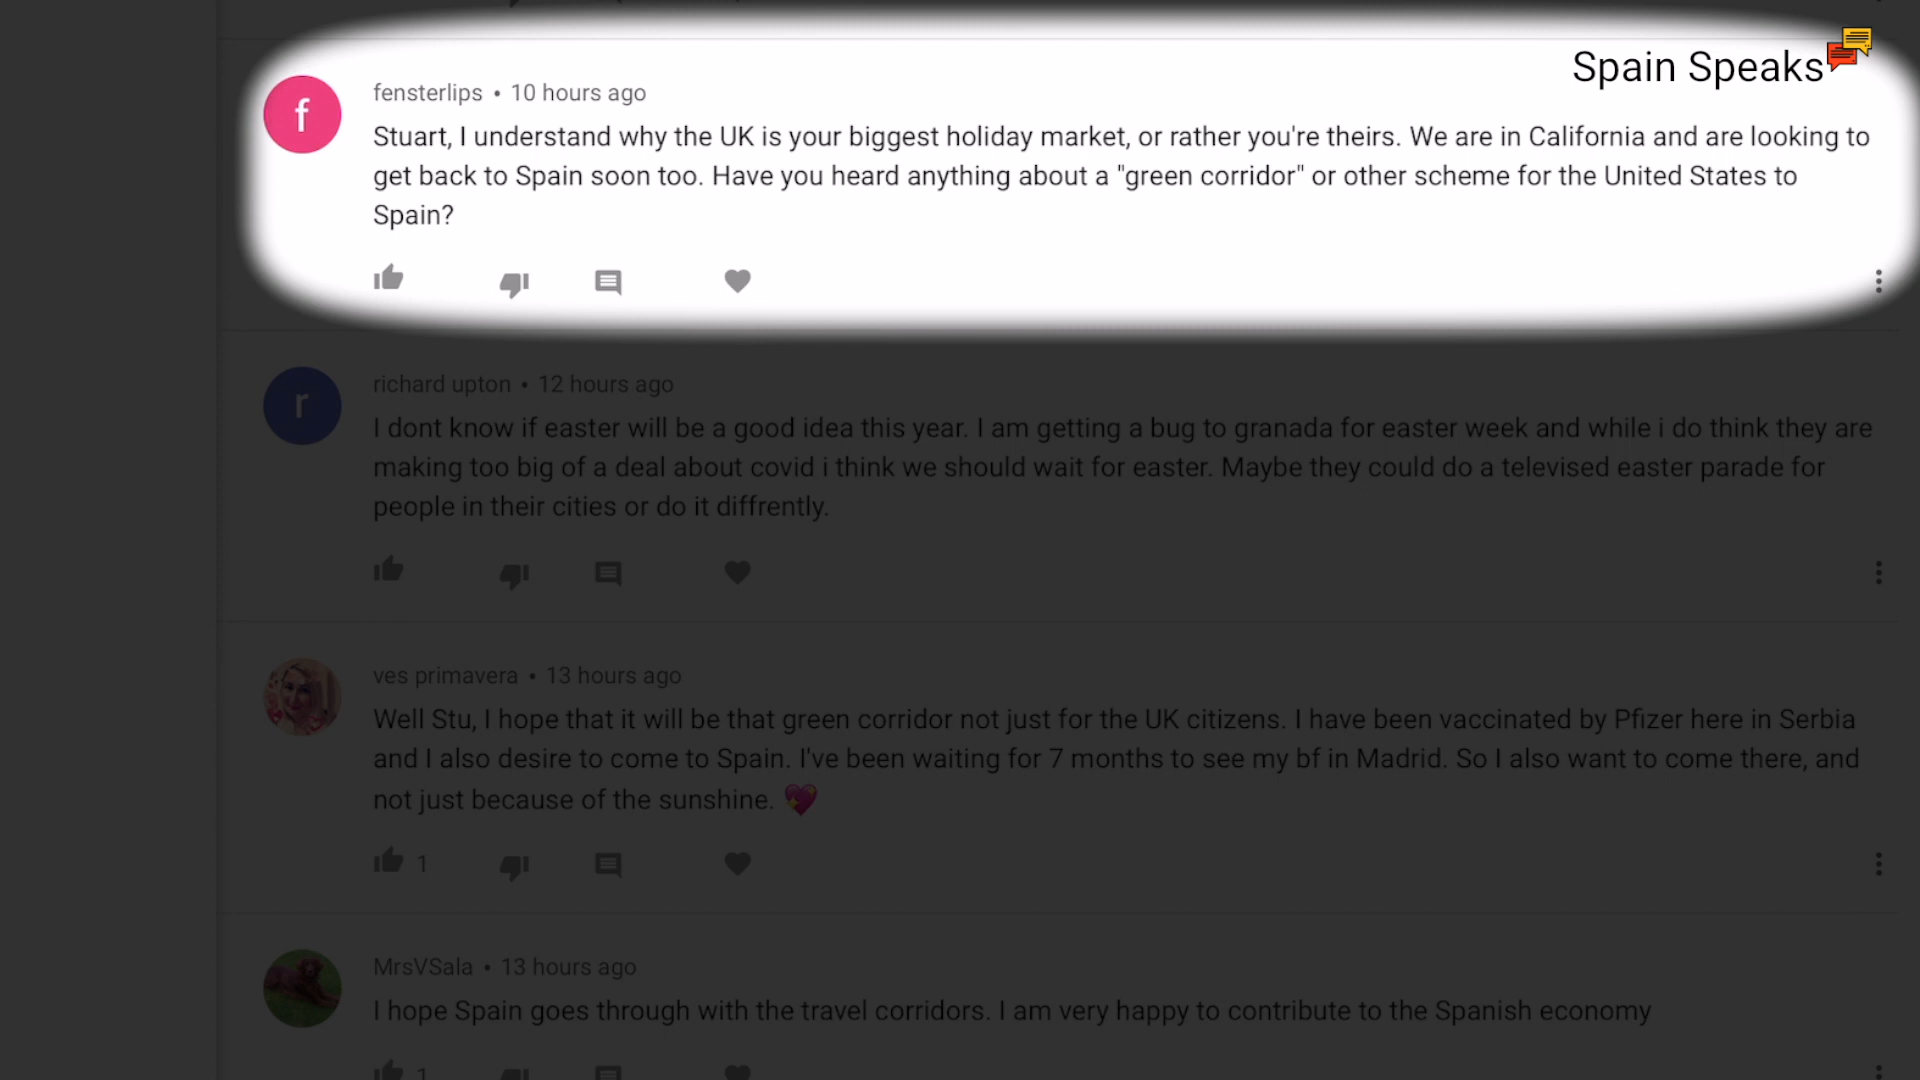 Spain Speaks
f
fensterlips • 10 hours ago
Stuart, I understand why the UK is your biggest holiday market, or rather you're theirs. We are in California and are looking to
get back to Spain soon too. Have you heard anything about a "green corridor" or other scheme for the United States to
Spain?
r
richard upton • 12 hours ago
I dont know if easter will be a good idea this year. I am getting a bug to granada for easter week and while i do think they are
making too big of a deal about covid i think we should wait for easter. Maybe they could do a televised easter parade for
people in their cities or do it diffrently.
ves primavera • 13 hours ago
Well Stu, I hope that it will be that green corridor not just for the UK citizens. I have been vaccinated by Pfizer here in Serbia
and I also desire to come to Spain. I've been waiting for 7 months to see my bf in Madrid. So I also want to come there, and
not just because of the sunshine. 💖
1
MrsVSala • 13 hours ago
I hope Spain goes through with the travel corridors. I am very happy to contribute to the Spanish economy
1